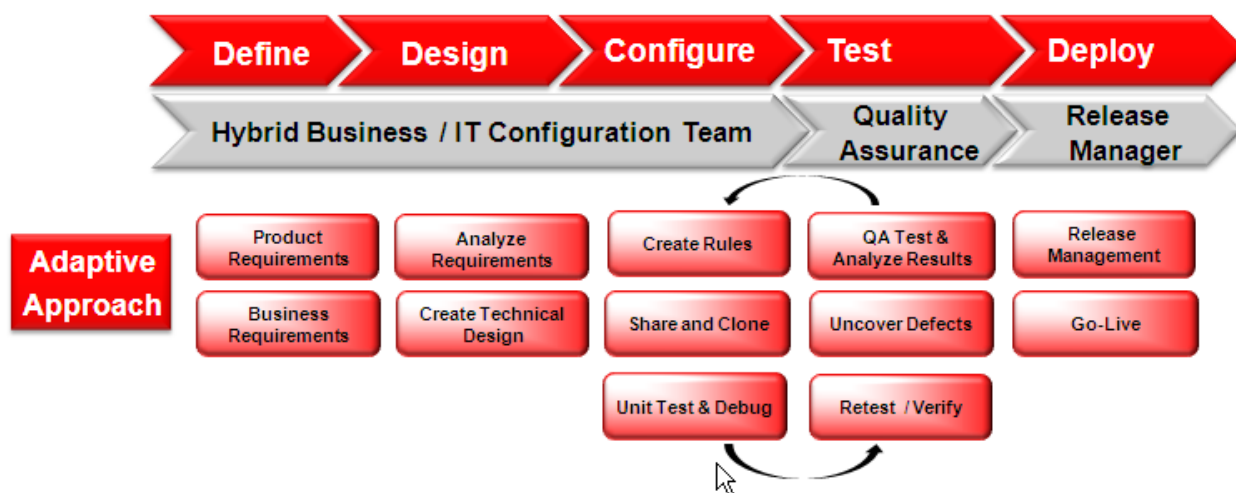 Define
Design
Configure
Test
Deploy
Hybrid Business / IT Configuration Team
Quality
Assurance
Release
Manager
Adaptive
Approach
Product
Requirements
Analyze
Requirements
Create Rules
QA Test &
Analyze Results
Release
Management
Business
Requirements
Create Technical
Design
Share and Clone
Uncover Defects
Go-Live
Unit Test & Debug
Retest / Verify